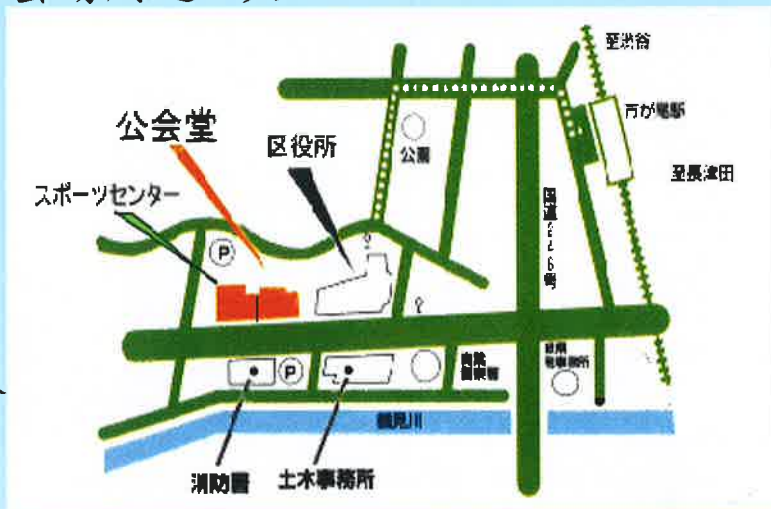 至渋谷
市が尾駅
公会堂
区役所
公園
至長津田
スポーツセンター
国道246号
P
P
鶴見川
消防署
土木事務所